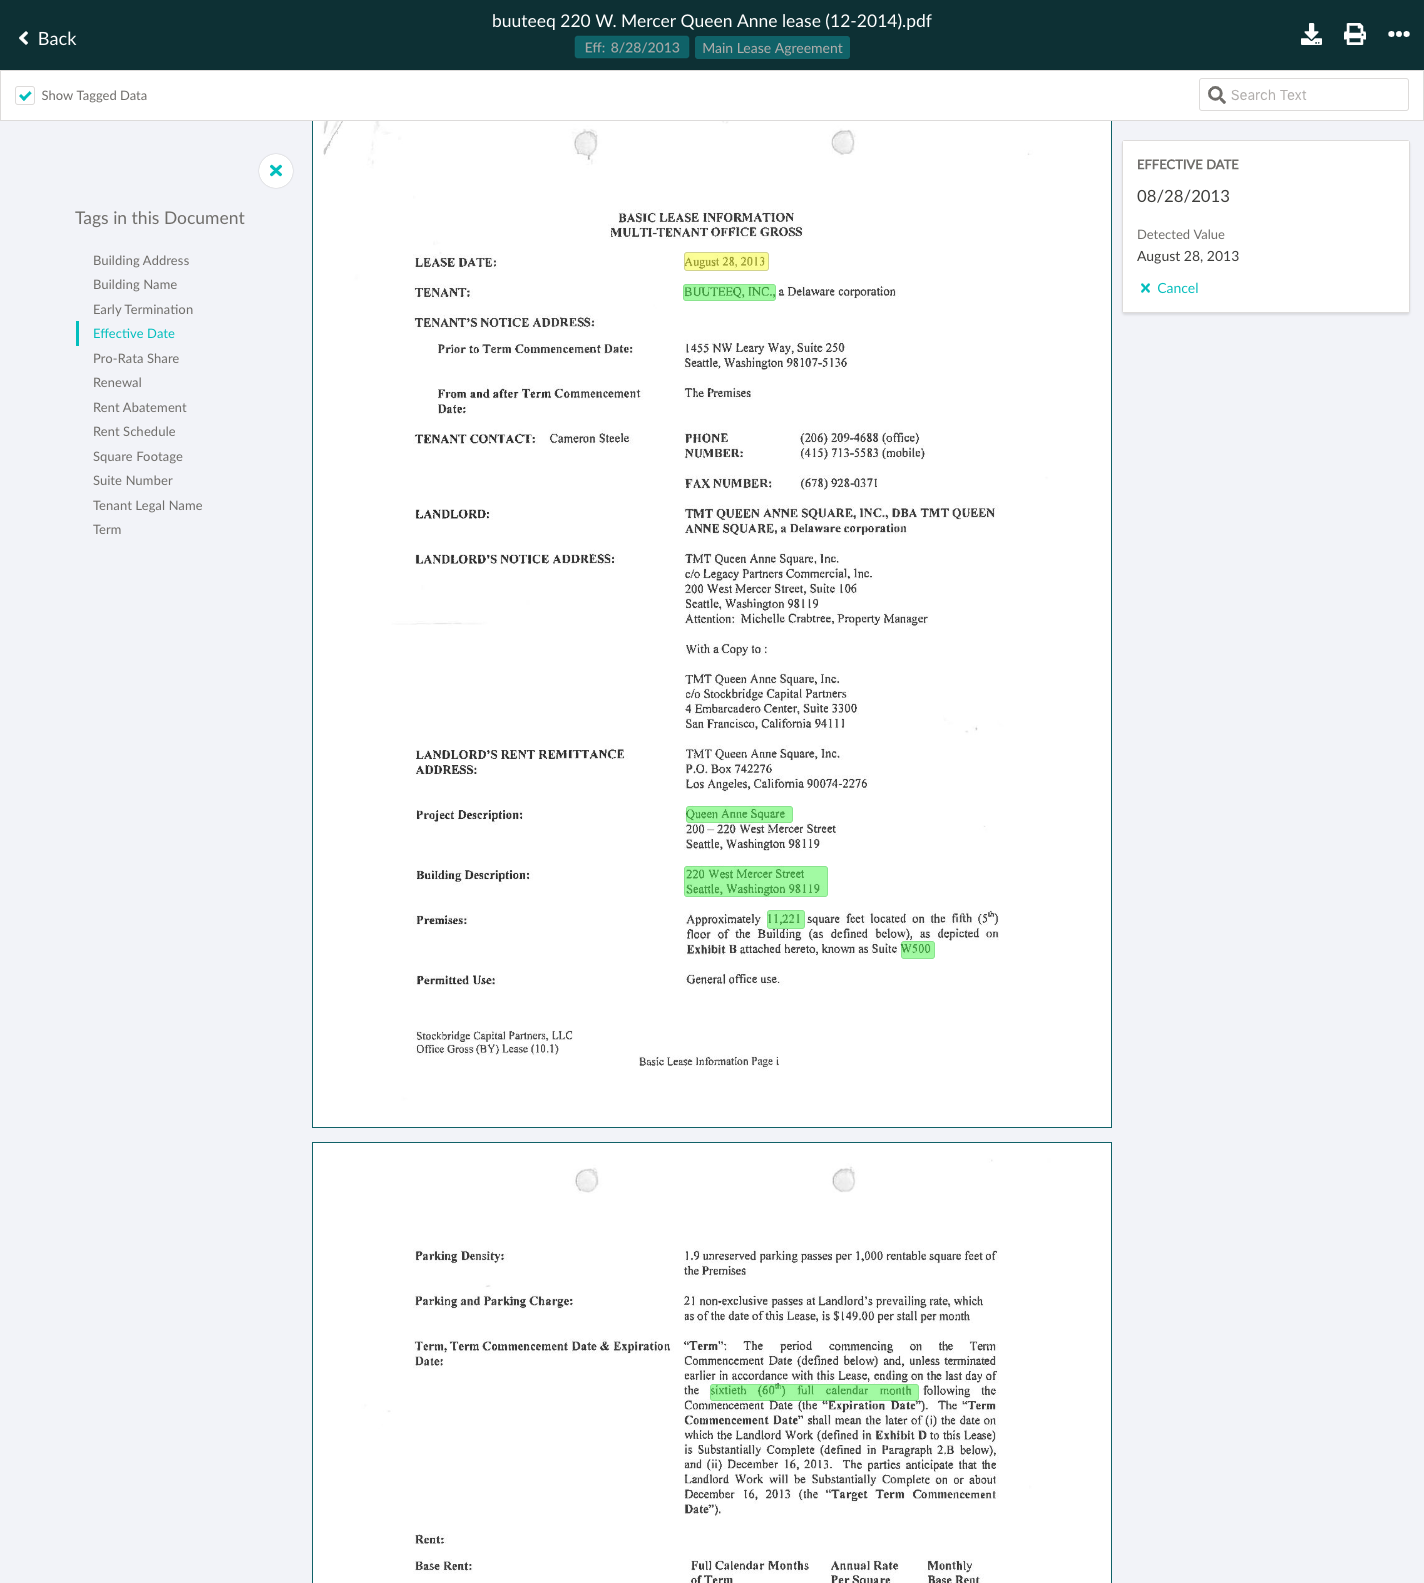 buuteeq 220 W. Mercer Queen Anne lease (12-2014).pdf
Back
Eff: 8/28/2013 Main Lease Agreement
Show Tagged Data
Search Text
Tags in this Document
Building Address
Building Name
Early Termination
Effective Date
Pro-Rata Share
Renewal
Rent Abatement
Rent Schedule
Square Footage
Suite Number
Tenant Legal Name
Term
BASIC LEASE INFORMATION
MULTI-TENANT OFFICE GROSS
LEASE DATE: August 28, 2013
TENANT: BUUTEEQ, INC., a Delaware corporation
TENANT'S NOTICE ADDRESS:
Prior to Term Commencement Date: 1455 NW Leary Way, Suite 250
Seattle, Washington 98107-5136
From and after Term Commencement The Premises
Date:
TENANT CONTACT: Cameron Steele PHONE (206) 209-4688 (office)
NUMBER: (415) 713-5583 (mobile)
FAX NUMBER: (678) 928-0371
LANDLORD: TMT QUEEN ANNE SQUARE, INC., DBA TMT QUEEN
ANNE SQUARE, a Delaware corporation
LANDLORD'S NOTICE ADDRESS: TMT Queen Anne Square, Inc.
c/o Legacy Partners Commercial, Inc.
200 West Mercer Street, Suite 106
Seattle, Washington 98119
Attention: Michelle Crabtree, Property Manager
With a Copy to :
TMT Queen Anne Square, Inc.
c/o Stockbridge Capital Partners
4 Embarcadero Center, Suite 3300
San Francisco, California 94111
LANDLORD'S RENT REMITTANCE TMT Queen Anne Square, Inc.
ADDRESS: P.O. Box 742276
Los Angeles, California 90074-2276
Project Description: Queen Anne Square
200 – 220 West Mercer Street
Seattle, Washington 98119
Building Description: 220 West Mercer Street
Seattle, Washington 98119
Premises: Approximately 11,221 square feet located on the fifth (5th)
floor of the Building (as defined below), as depicted on
Exhibit B attached hereto, known as Suite W500
Permitted Use: General office use.
Stockbridge Capital Partners, LLC
Office Gross (BY) Lease (10.1)
Basic Lease Information Page i
Parking Density: 1.9 unreserved parking passes per 1,000 rentable square feet of
the Premises
Parking and Parking Charge: 21 non-exclusive passes at Landlord's prevailing rate, which
as of the date of this Lease, is $149.00 per stall per month
Term, Term Commencement Date & Expiration "Term": The period commencing on the Term
Date: Commencement Date (defined below) and, unless terminated
earlier in accordance with this Lease, ending on the last day of
the sixtieth (60th) full calendar month following the
Commencement Date (the "Expiration Date"). The "Term
Commencement Date" shall mean the later of (i) the date on
which the Landlord Work (defined in Exhibit D to this Lease)
is Substantially Complete (defined in Paragraph 2.B below),
and (ii) December 16, 2013. The parties anticipate that the
Landlord Work will be Substantially Complete on or about
December 16, 2013 (the "Target Term Commencement
Date").
Rent:
Base Rent: Full Calendar Months Annual Rate Monthly
of Term Per Square Base Rent
EFFECTIVE DATE
08/28/2013
Detected Value
August 28, 2013
Cancel